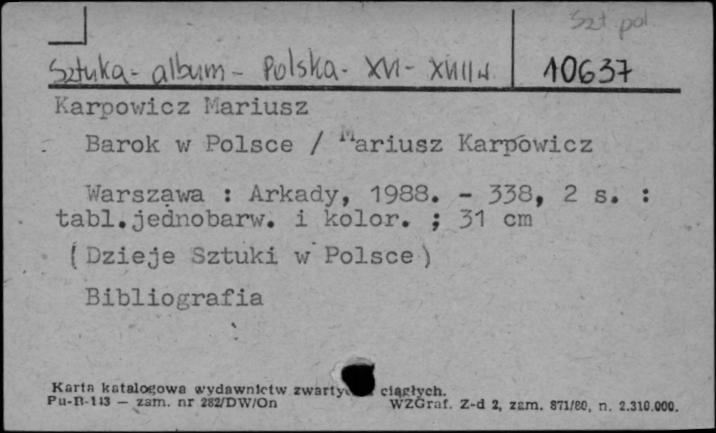 Szt pol
Sztuka - album - Polska - XVI - XVIII w
10637
Karpowicz Mariusz
Barok w Polsce / Mariusz Karpowicz
Warszawa : Arkady, 1988. - 338, 2 s. :
tabl.jednobarw. i kolor. ; 31 cm
(Dzieje Sztuki w Polsce)
Bibliografia
Karta katalogowa wydawnictw ciągłych.
Pu-B-113 — zam. nr 282/DW/On WZGraf. Z-d 2, zam. 871/80, n. 2.310.000.